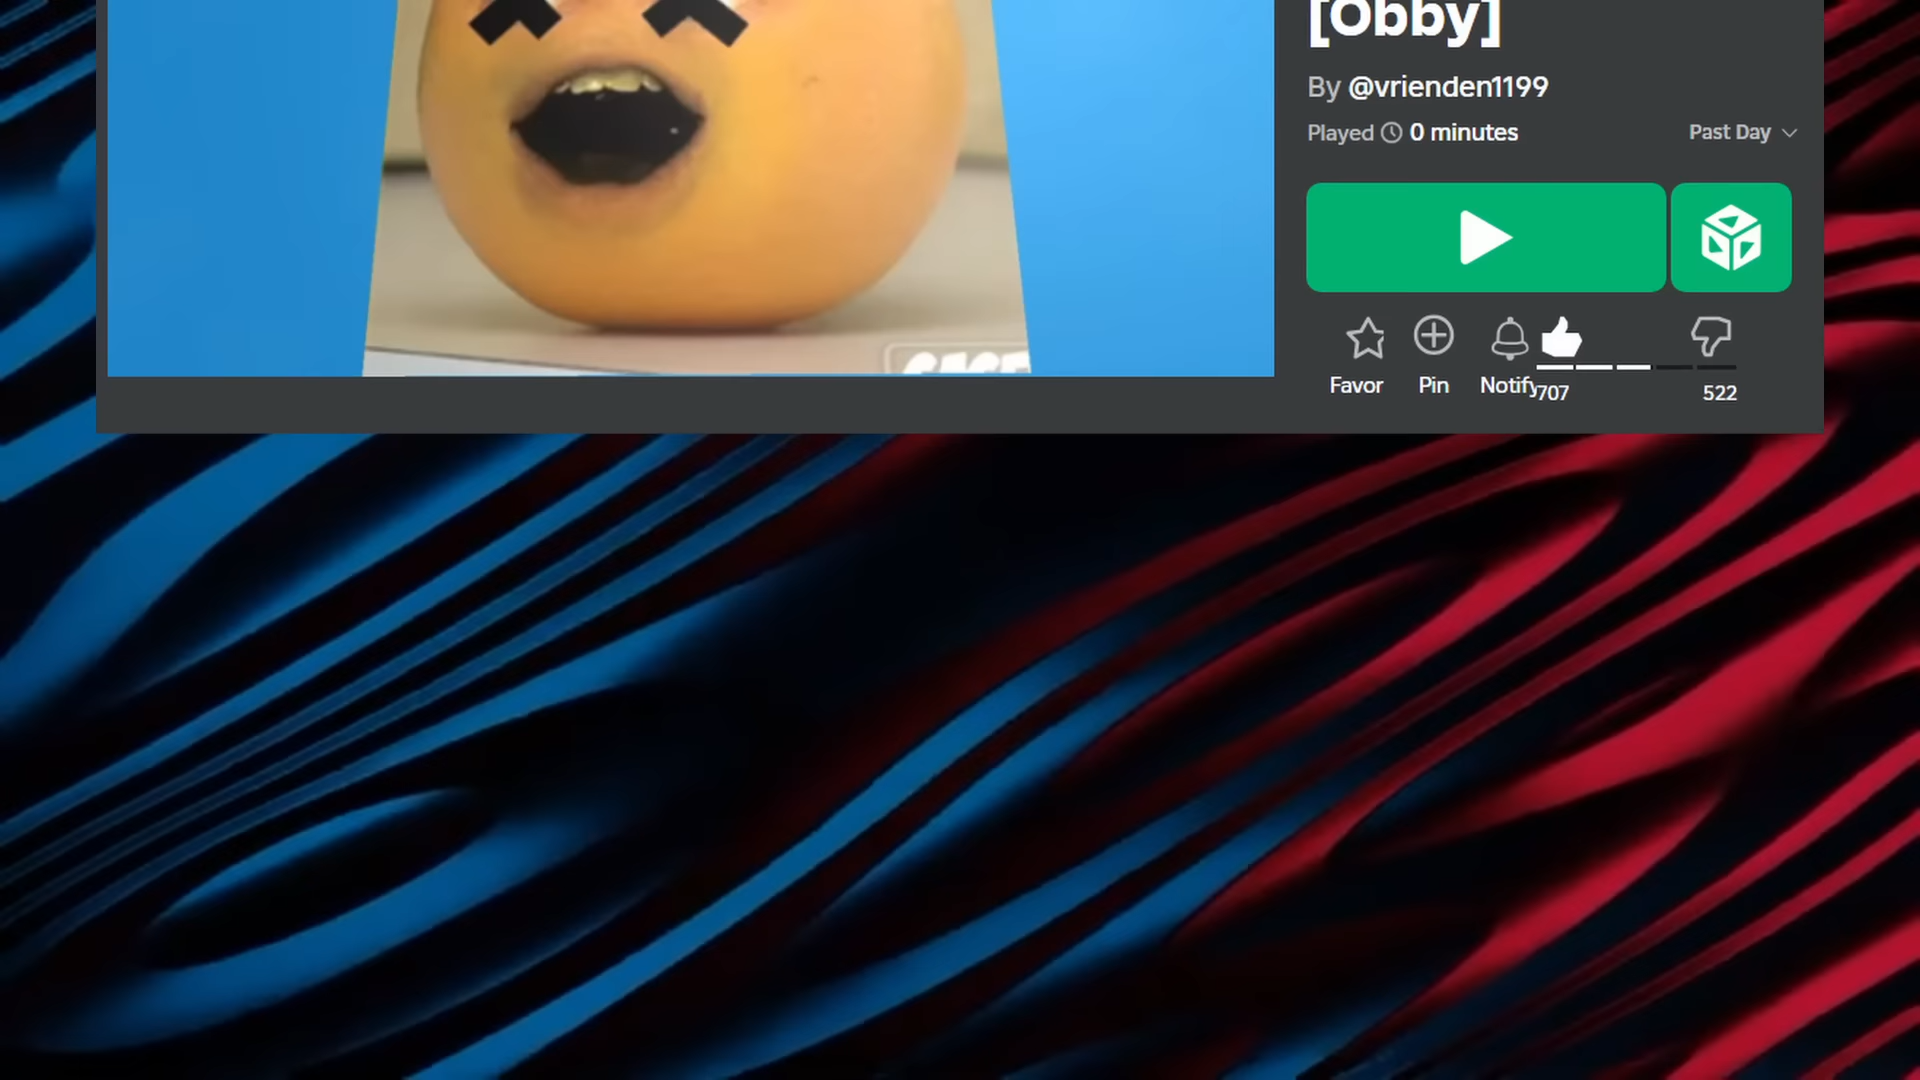 [Obby]
By @vrienden1199
Played 0 minutes
Past Day
Favor
Pin
Notify
707
522